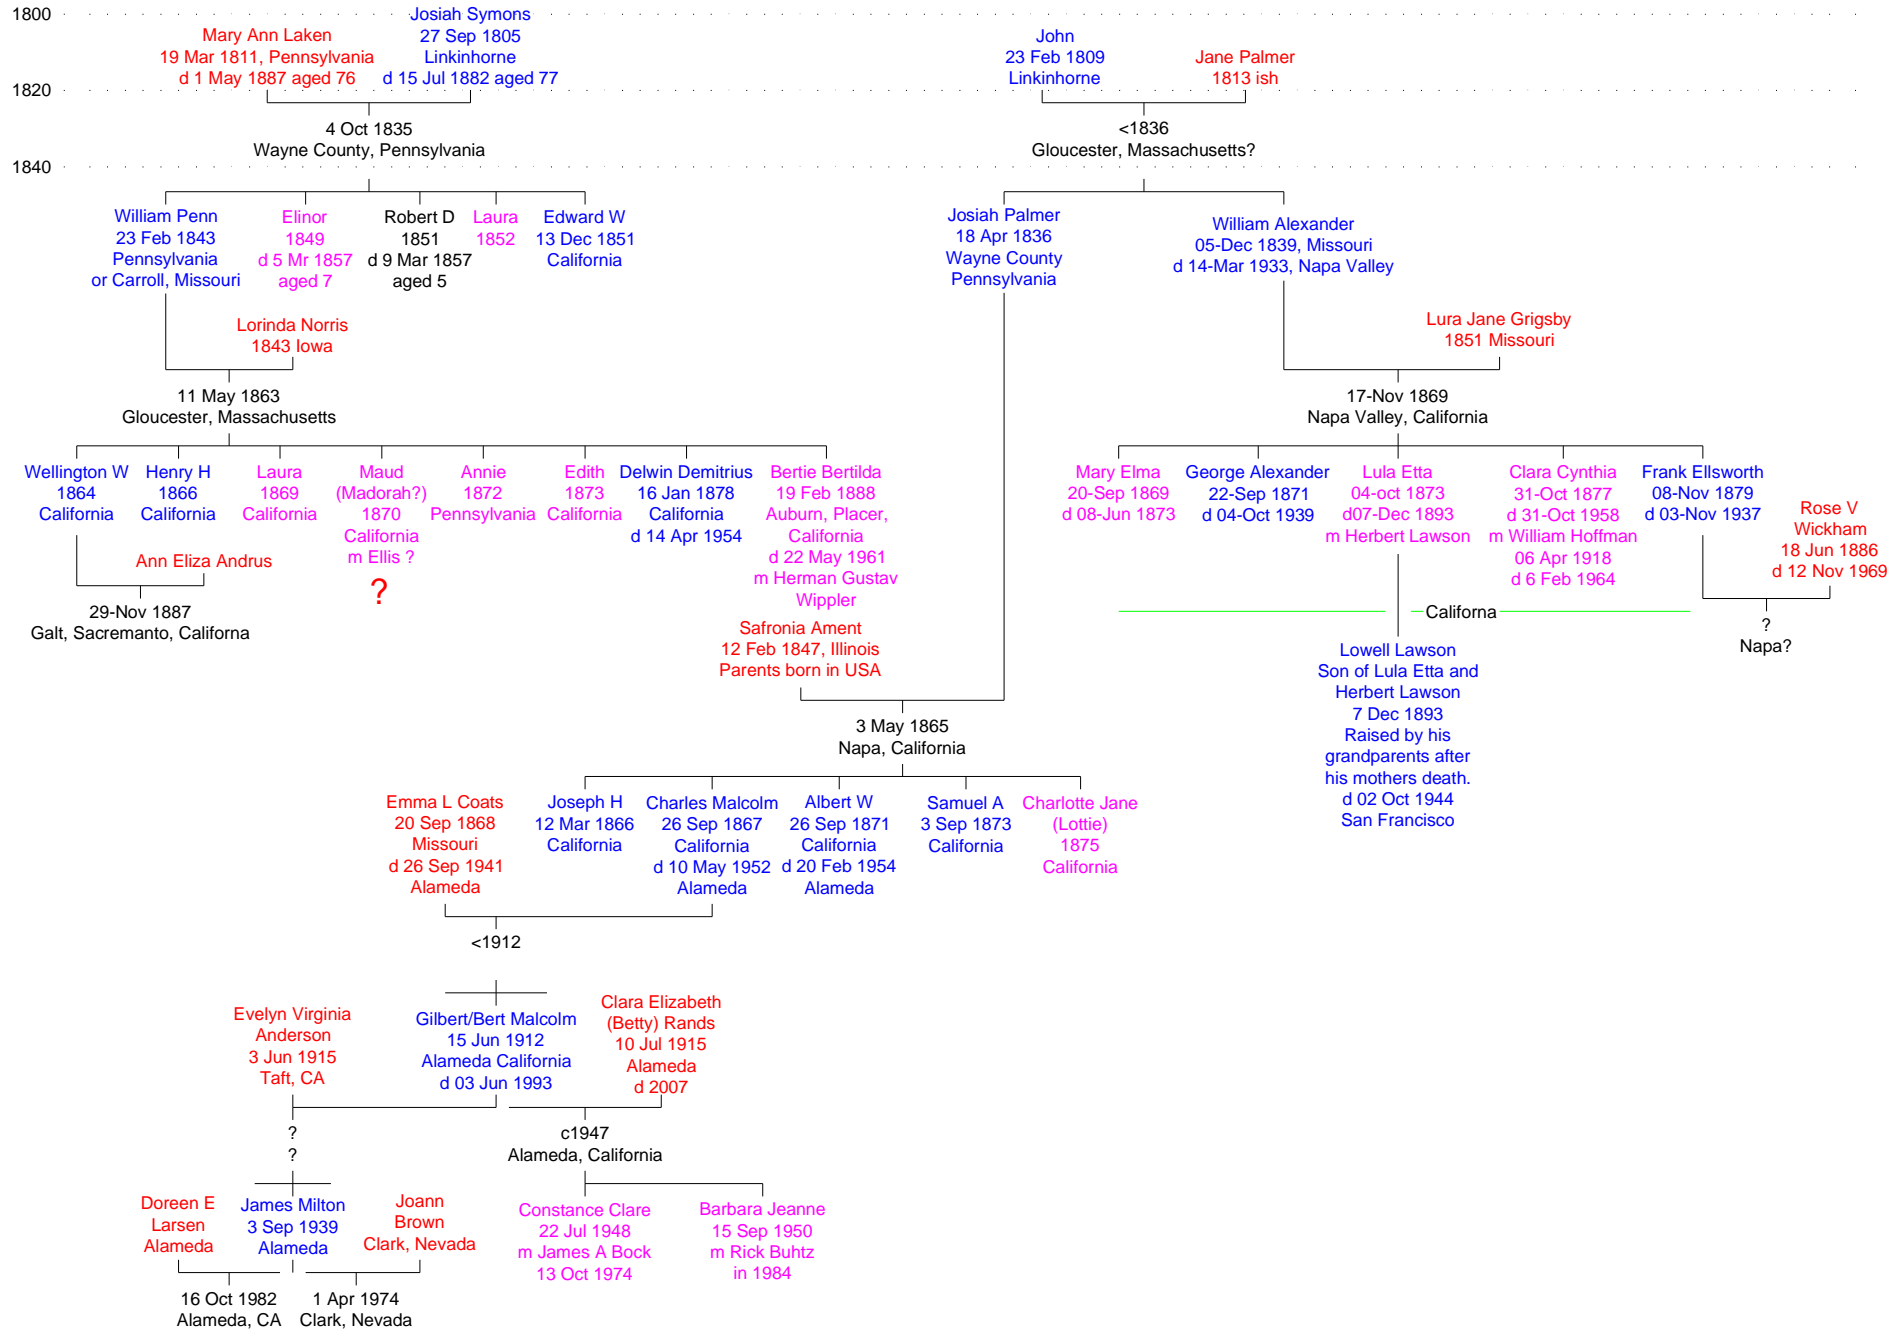 1800
Josiah Symons
27 Sep 1805
Linkinhorne
d 15 Jul 1882 aged 77
Mary Ann Laken
19 Mar 1811, Pennsylvania
d 1 May 1887 aged 76
John
23 Feb 1809
Linkinhorne
Jane Palmer
1813 ish
1820
4 Oct 1835
Wayne County, Pennsylvania
<1836
Gloucester, Massachusetts?
1840
William Penn
23 Feb 1843
Pennsylvania
or Carroll, Missouri
Elinor
1849
d 5 Mr 1857
aged 7
Robert D
1851
d 9 Mar 1857
aged 5
Laura
1852
Edward W
13 Dec 1851
California
Josiah Palmer
18 Apr 1836
Wayne County
Pennsylvania
William Alexander
05-Dec 1839, Missouri
d 14-Mar 1933, Napa Valley
Lorinda Norris
1843 Iowa
Lura Jane Grigsby
1851 Missouri
11 May 1863
Gloucester, Massachusetts
17-Nov 1869
Napa Valley, California
Wellington W
1864
California
Henry H
1866
California
Laura
1869
California
Maud
(Madorah?)
1870
California
m Ellis ?
?
Annie
1872
Pennsylvania
Edith
1873
California
Delwin Demitrius
16 Jan 1878
California
d 14 Apr 1954
Bertie Bertilda
19 Feb 1888
Auburn, Placer,
California
d 22 May 1961
m Herman Gustav
Wippler
Mary Elma
20-Sep 1869
d 08-Jun 1873
George Alexander
22-Sep 1871
d 04-Oct 1939
Lula Etta
04-oct 1873
d07-Dec 1893
m Herbert Lawson
Clara Cynthia
31-Oct 1877
d 31-Oct 1958
m William Hoffman
06 Apr 1918
d 6 Feb 1964
Frank Ellsworth
08-Nov 1879
d 03-Nov 1937
Rose V
Wickham
18 Jun 1886
d 12 Nov 1969
Ann Eliza Andrus
29-Nov 1887
Galt, Sacremanto, Californa
Californa
?
Napa?
Safronia Ament
12 Feb 1847, Illinois
Parents born in USA
Lowell Lawson
Son of Lula Etta and
Herbert Lawson
7 Dec 1893
Raised by his
grandparents after
his mothers death.
d 02 Oct 1944
San Francisco
3 May 1865
Napa, California
Emma L Coats
20 Sep 1868
Missouri
d 26 Sep 1941
Alameda
Joseph H
12 Mar 1866
California
Charles Malcolm
26 Sep 1867
California
d 10 May 1952
Alameda
Albert W
26 Sep 1871
California
d 20 Feb 1954
Alameda
Samuel A
3 Sep 1873
California
Charlotte Jane
(Lottie)
1875
California
<1912
Evelyn Virginia
Anderson
3 Jun 1915
Taft, CA
Gilbert/Bert Malcolm
15 Jun 1912
Alameda California
d 03 Jun 1993
Clara Elizabeth
(Betty) Rands
10 Jul 1915
Alameda
d 2007
?
?
c1947
Alameda, California
Doreen E
Larsen
Alameda
James Milton
3 Sep 1939
Alameda
Joann
Brown
Clark, Nevada
Constance Clare
22 Jul 1948
m James A Bock
13 Oct 1974
Barbara Jeanne
15 Sep 1950
m Rick Buhtz
in 1984
16 Oct 1982
Alameda, CA
1 Apr 1974
Clark, Nevada